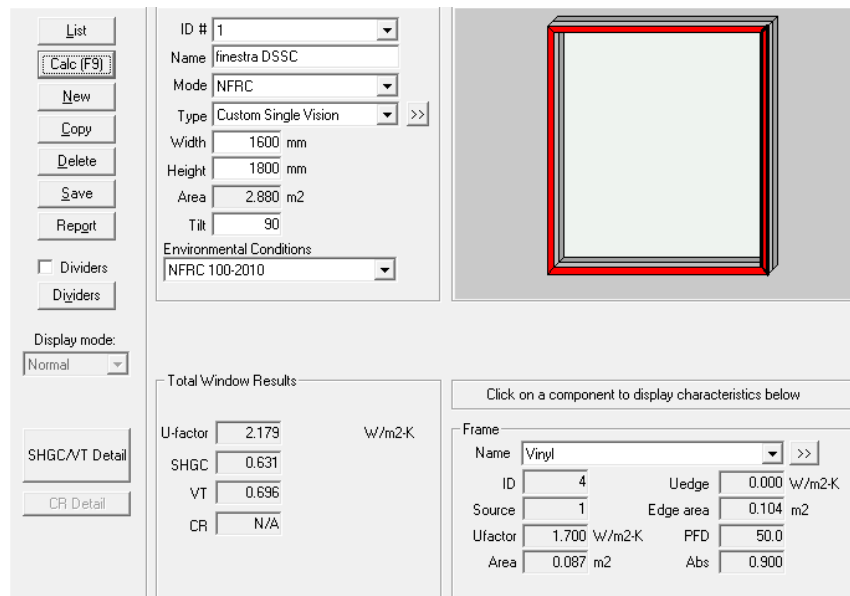 List
Calc (F9)
New
Copy
Delete
Save
Report
Dividers
Dividers
Display mode:
Normal
SHGC/VT Detail
CR Detail
ID # 1
Name finestra DSSC
Mode NFRC
Type Custom Single Vision >>
Width 1600 mm
Height 1800 mm
Area 2.880 m2
Tilt 90
Environmental Conditions
NFRC 100-2010
Total Window Results
U-factor 2.179 W/m2-K
SHGC 0.631
VT 0.696
CR N/A
Click on a component to display characteristics below
Frame
Name Vinyl >>
ID 4 Uedge 0.000 W/m2-K
Source 1 Edge area 0.104 m2
Ufactor 1.700 W/m2-K PFD 50.0
Area 0.087 m2 Abs 0.900